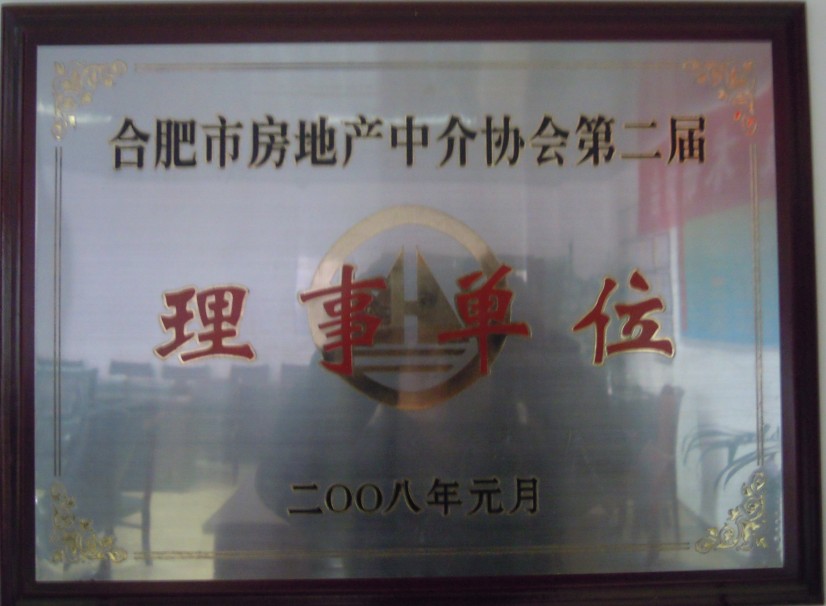 合肥市房地产中介协会第二届
理事单位
二OO八年元月